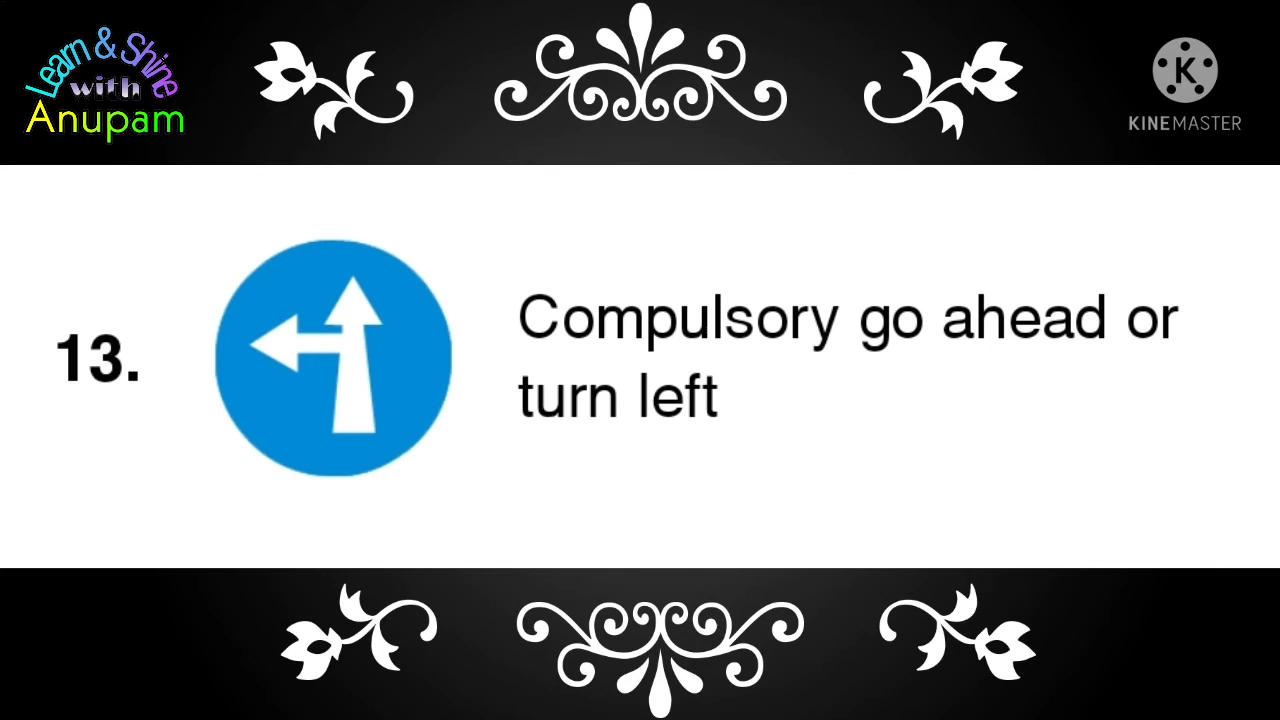 Learn & Shine
with
Anupam
K
KINEMASTER
13.
Compulsory go ahead or
turn left